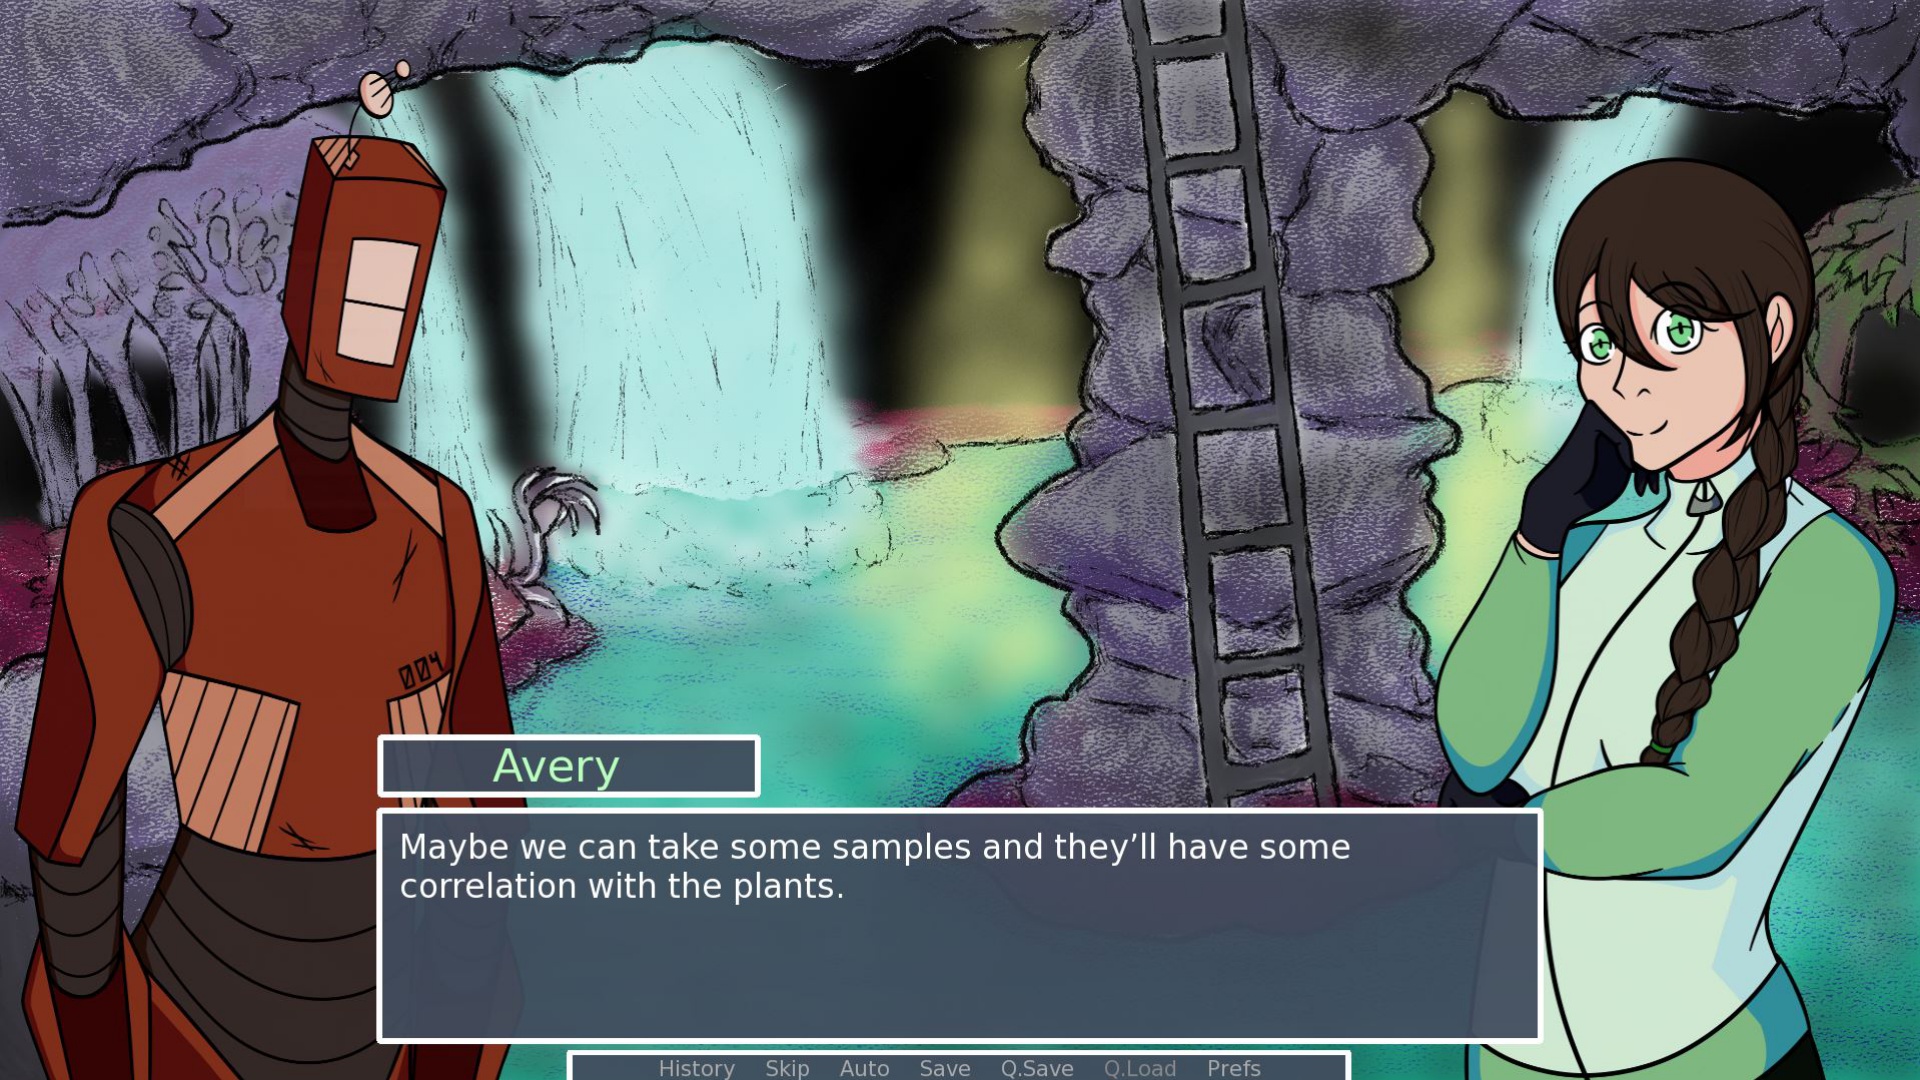 004
Avery
Maybe we can take some samples and they’ll have some
correlation with the plants.
History Skip Auto Save Q.Save Q.Load Prefs